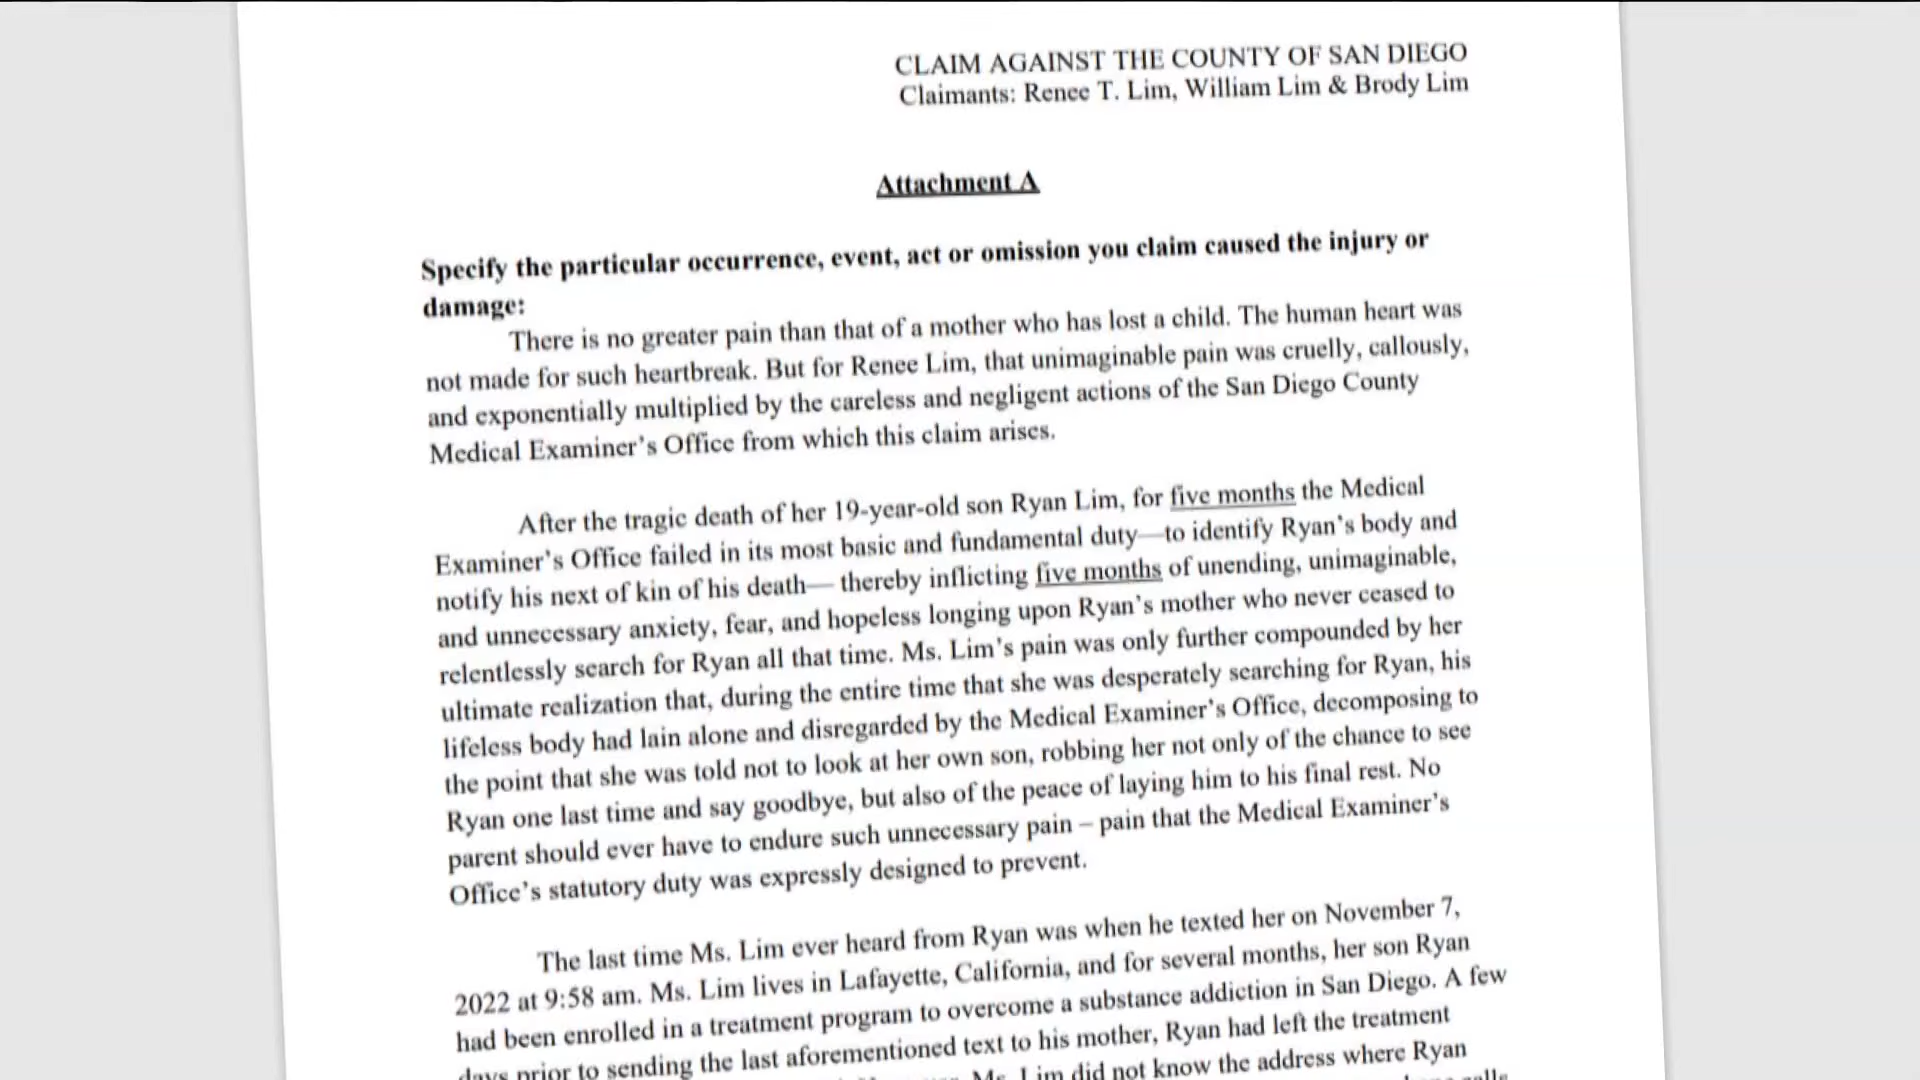 CLAIM AGAINST THE COUNTY OF SAN DIEGO
Claimants: Renee T. Lim, William Lim & Brody Lim
Attachment A
Specify the particular occurrence, event, act or omission you claim caused the injury or
damage:
There is no greater pain than that of a mother who has lost a child. The human heart was
not made for such heartbreak. But for Renee Lim, that unimaginable pain was cruelly, callously,
and exponentially multiplied by the careless and negligent actions of the San Diego County
Medical Examiner's Office from which this claim arises.
After the tragic death of her 19-year-old son Ryan Lim, for five months the Medical
Examiner's Office failed in its most basic and fundamental duty—to identify Ryan's body and
notify his next of kin of his death— thereby inflicting five months of unending, unimaginable,
and unnecessary anxiety, fear, and hopeless longing upon Ryan's mother who never ceased to
relentlessly search for Ryan all that time. Ms. Lim's pain was only further compounded by her
ultimate realization that, during the entire time that she was desperately searching for Ryan, his
lifeless body had lain alone and disregarded by the Medical Examiner's Office, decomposing to
the point that she was told not to look at her own son, robbing her not only of the chance to see
Ryan one last time and say goodbye, but also of the peace of laying him to his final rest. No
parent should ever have to endure such unnecessary pain – pain that the Medical Examiner's
Office's statutory duty was expressly designed to prevent.
The last time Ms. Lim ever heard from Ryan was when he texted her on November 7,
2022 at 9:58 am. Ms. Lim lives in Lafayette, California, and for several months, her son Ryan
had been enrolled in a treatment program to overcome a substance addiction in San Diego. A few
days prior to sending the last aforementioned text to his mother, Ryan had left the treatment
Ms. Lim did not know the address where Ryan
calls